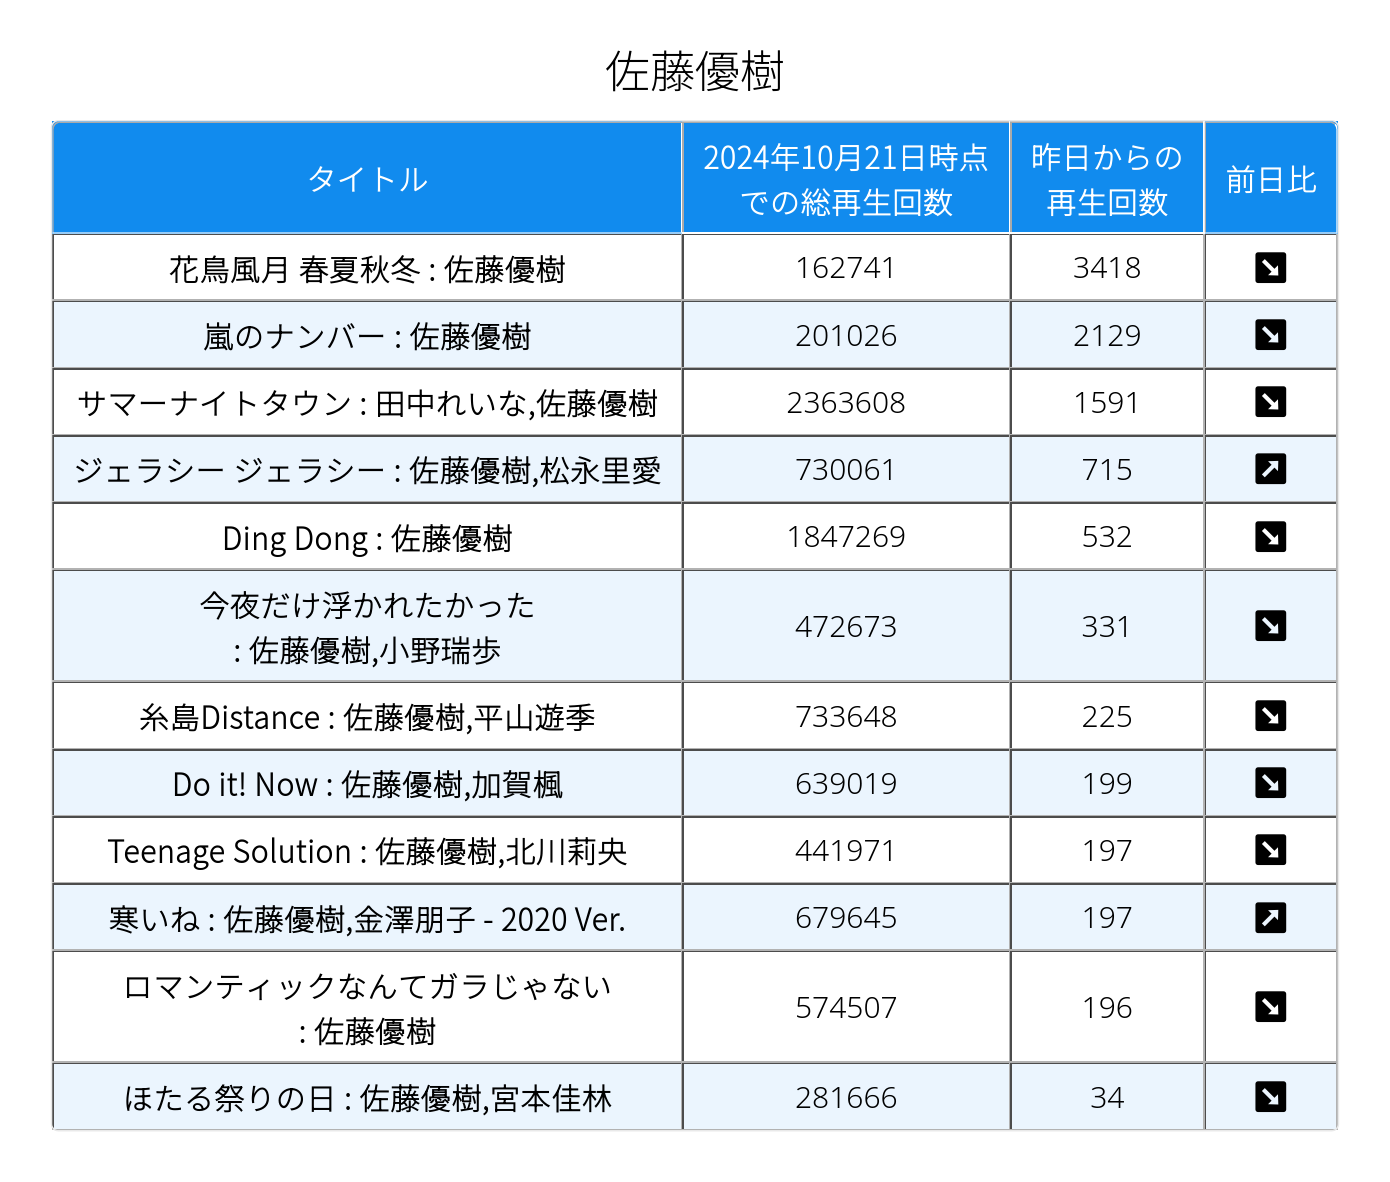 佐藤優樹
タイトル
2024年10月21日時点
での総再生回数
昨日からの
再生回数
前日比
花鳥風月 春夏秋冬 : 佐藤優樹 162741 3418 ↘
嵐のナンバー : 佐藤優樹 201026 2129 ↘
サマーナイトタウン : 田中れいな,佐藤優樹 2363608 1591 ↘
ジェラシー ジェラシー : 佐藤優樹,松永里愛 730061 715 ↗
Ding Dong : 佐藤優樹 1847269 532 ↘
今夜だけ浮かれたかった
: 佐藤優樹,小野瑞歩 472673 331 ↘
糸島Distance : 佐藤優樹,平山遊季 733648 225 ↘
Do it! Now : 佐藤優樹,加賀楓 639019 199 ↘
Teenage Solution : 佐藤優樹,北川莉央 441971 197 ↘
寒いね : 佐藤優樹,金澤朋子 - 2020 Ver. 679645 197 ↗
ロマンティックなんてガラじゃない
: 佐藤優樹 574507 196 ↘
ほたる祭りの日 : 佐藤優樹,宮本佳林 281666 34 ↘